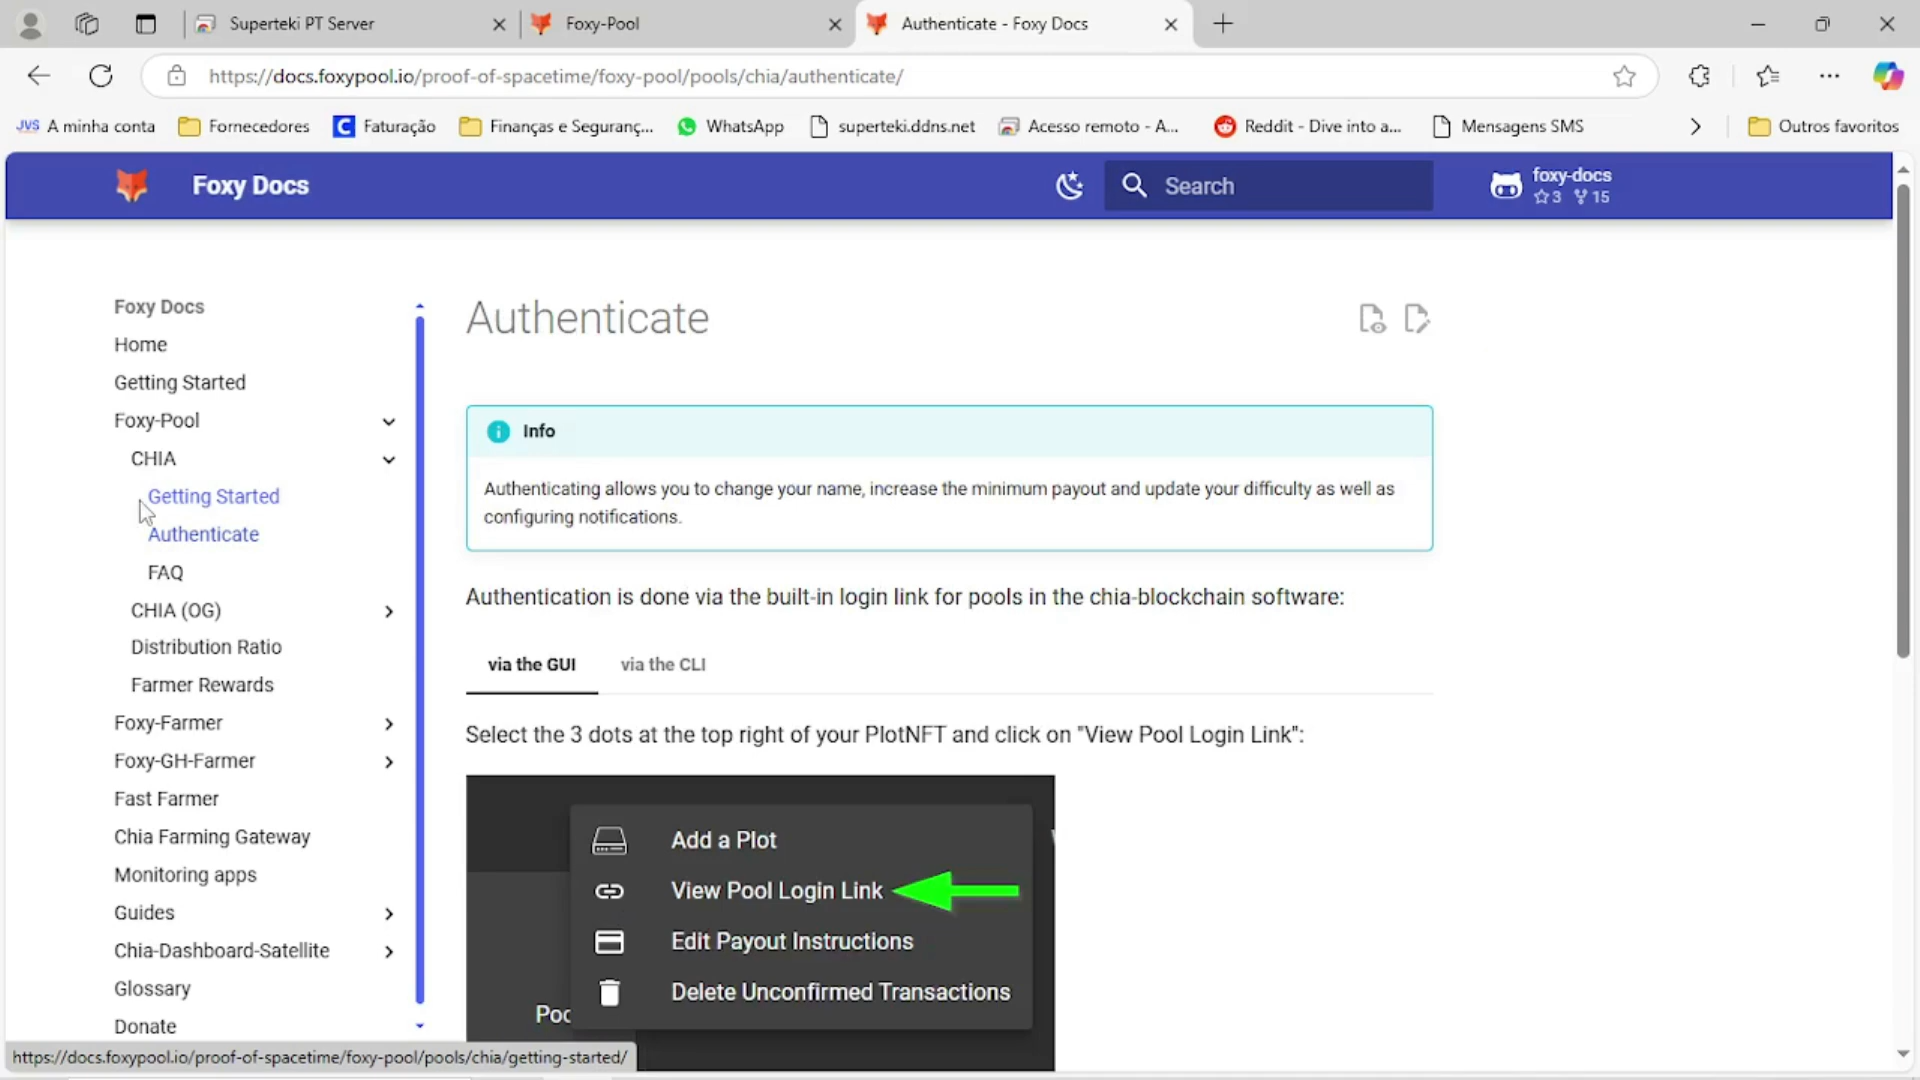 Superteki PT Server
Foxy-Pool
Authenticate - Foxy Docs
https://docs.foxypool.io/proof-of-spacetime/foxy-pool/pools/chia/authenticate/
JVS A minha conta
Fornecedores
C Faturação
Finanças e Seguranç...
WhatsApp
superteki.ddns.net
Acesso remoto - A...
Reddit - Dive into a...
Mensagens SMS
Outros favoritos
Foxy Docs
Search
foxy-docs
3 15
Foxy Docs
Home
Getting Started
Foxy-Pool
CHIA
Getting Started
Authenticate
FAQ
CHIA (OG)
Distribution Ratio
Farmer Rewards
Foxy-Farmer
Foxy-GH-Farmer
Fast Farmer
Chia Farming Gateway
Monitoring apps
Guides
Chia-Dashboard-Satellite
Glossary
Donate
Authenticate
Info
Authenticating allows you to change your name, increase the minimum payout and update your difficulty as well as
configuring notifications.
Authentication is done via the built-in login link for pools in the chia-blockchain software:
via the GUI
via the CLI
Select the 3 dots at the top right of your PlotNFT and click on "View Pool Login Link":
Add a Plot
View Pool Login Link
Edit Payout Instructions
Delete Unconfirmed Transactions
https://docs.foxypool.io/proof-of-spacetime/foxy-pool/pools/chia/getting-started/